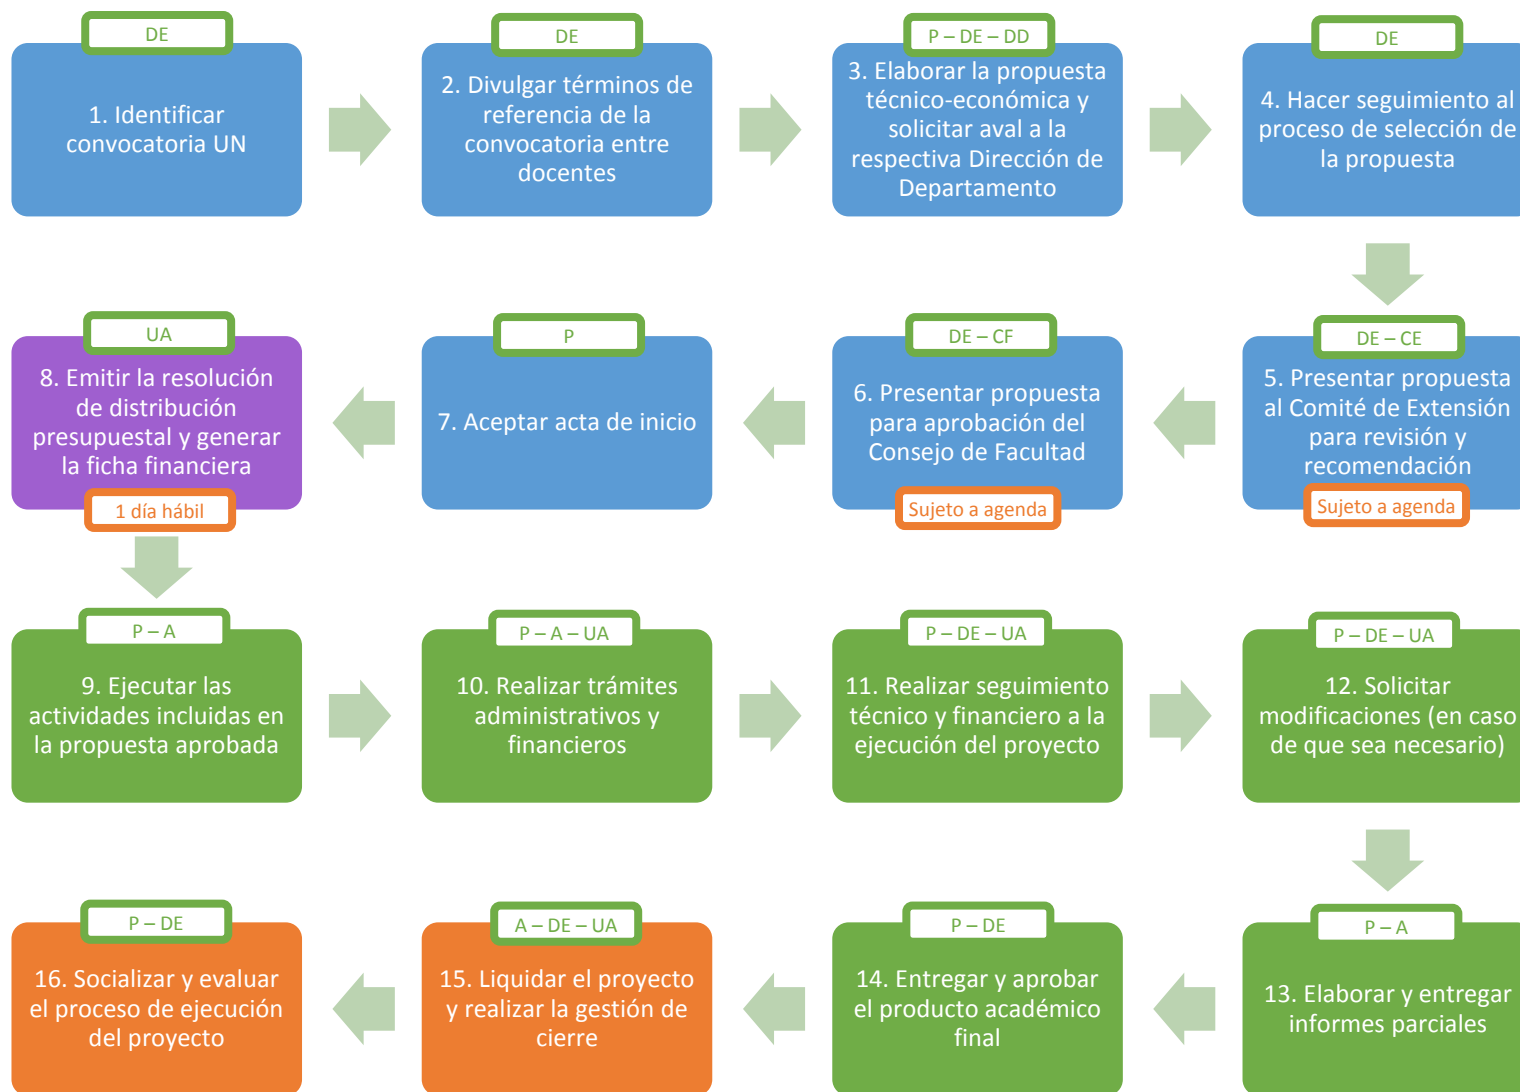 DE
1. Identificar
convocatoria UN
DE
2. Divulgar términos de
referencia de la
convocatoria entre
docentes
P – DE – DD
3. Elaborar la propuesta
técnico-económica y
solicitar aval a la
respectiva Dirección de
Departamento
DE
4. Hacer seguimiento al
proceso de selección de
la propuesta
DE – CE
5. Presentar propuesta
al Comité de Extensión
para revisión y
recomendación
Sujeto a agenda
DE – CF
6. Presentar propuesta
para aprobación del
Consejo de Facultad
Sujeto a agenda
P
7. Aceptar acta de inicio
UA
8. Emitir la resolución
de distribución
presupuestal y generar
la ficha financiera
1 día hábil
P – A
9. Ejecutar las
actividades incluidas en
la propuesta aprobada
P – A – UA
10. Realizar trámites
administrativos y
financieros
P – DE – UA
11. Realizar seguimiento
técnico y financiero a la
ejecución del proyecto
P – DE – UA
12. Solicitar
modificaciones (en caso
de que sea necesario)
P – A
13. Elaborar y entregar
informes parciales
P – DE
14. Entregar y aprobar
el producto académico
final
A – DE – UA
15. Liquidar el proyecto
y realizar la gestión de
cierre
P – DE
16. Socializar y evaluar
el proceso de ejecución
del proyecto